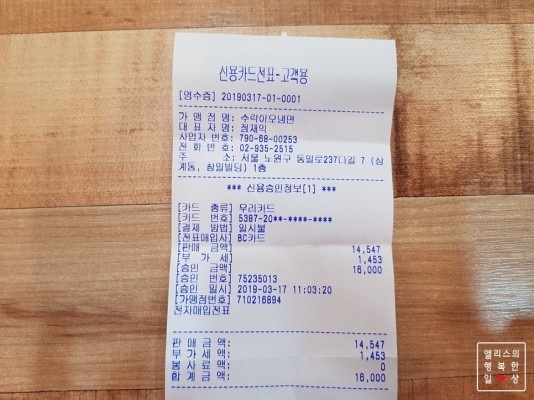 신용카드전표-고객용
[영수증] 20190317-01-0001
가 맹 점 명: 수락이오냉면
대 표 자 명: 정재익
사업자 번호: 790-68-00253
전 화 번 호: 02-935-2515
주 소: 서울 노원구 동일로237다길 7 (상
계동, 참일빌딩) 1층
*** 신용승인정보[1] ***
[카드 종류] 우리카드
[카드 번호] 5387-20**-****-****
[결제 방법] 일시불
[전표매입사] BC카드
[판매 금액] 14,547
[부 가 세] 1,453
[승인 금액] 16,000
[승인 번호] 75235013
[승인 일시] 2019-03-17 11:03:20
[가맹점번호] 710216894
전자매입전표
판 매 금 액: 14,547
부 가 세 액: 1,453
봉 사 료 액: 0
합 계 금 액: 16,000
앨리스의
행복한
일 상